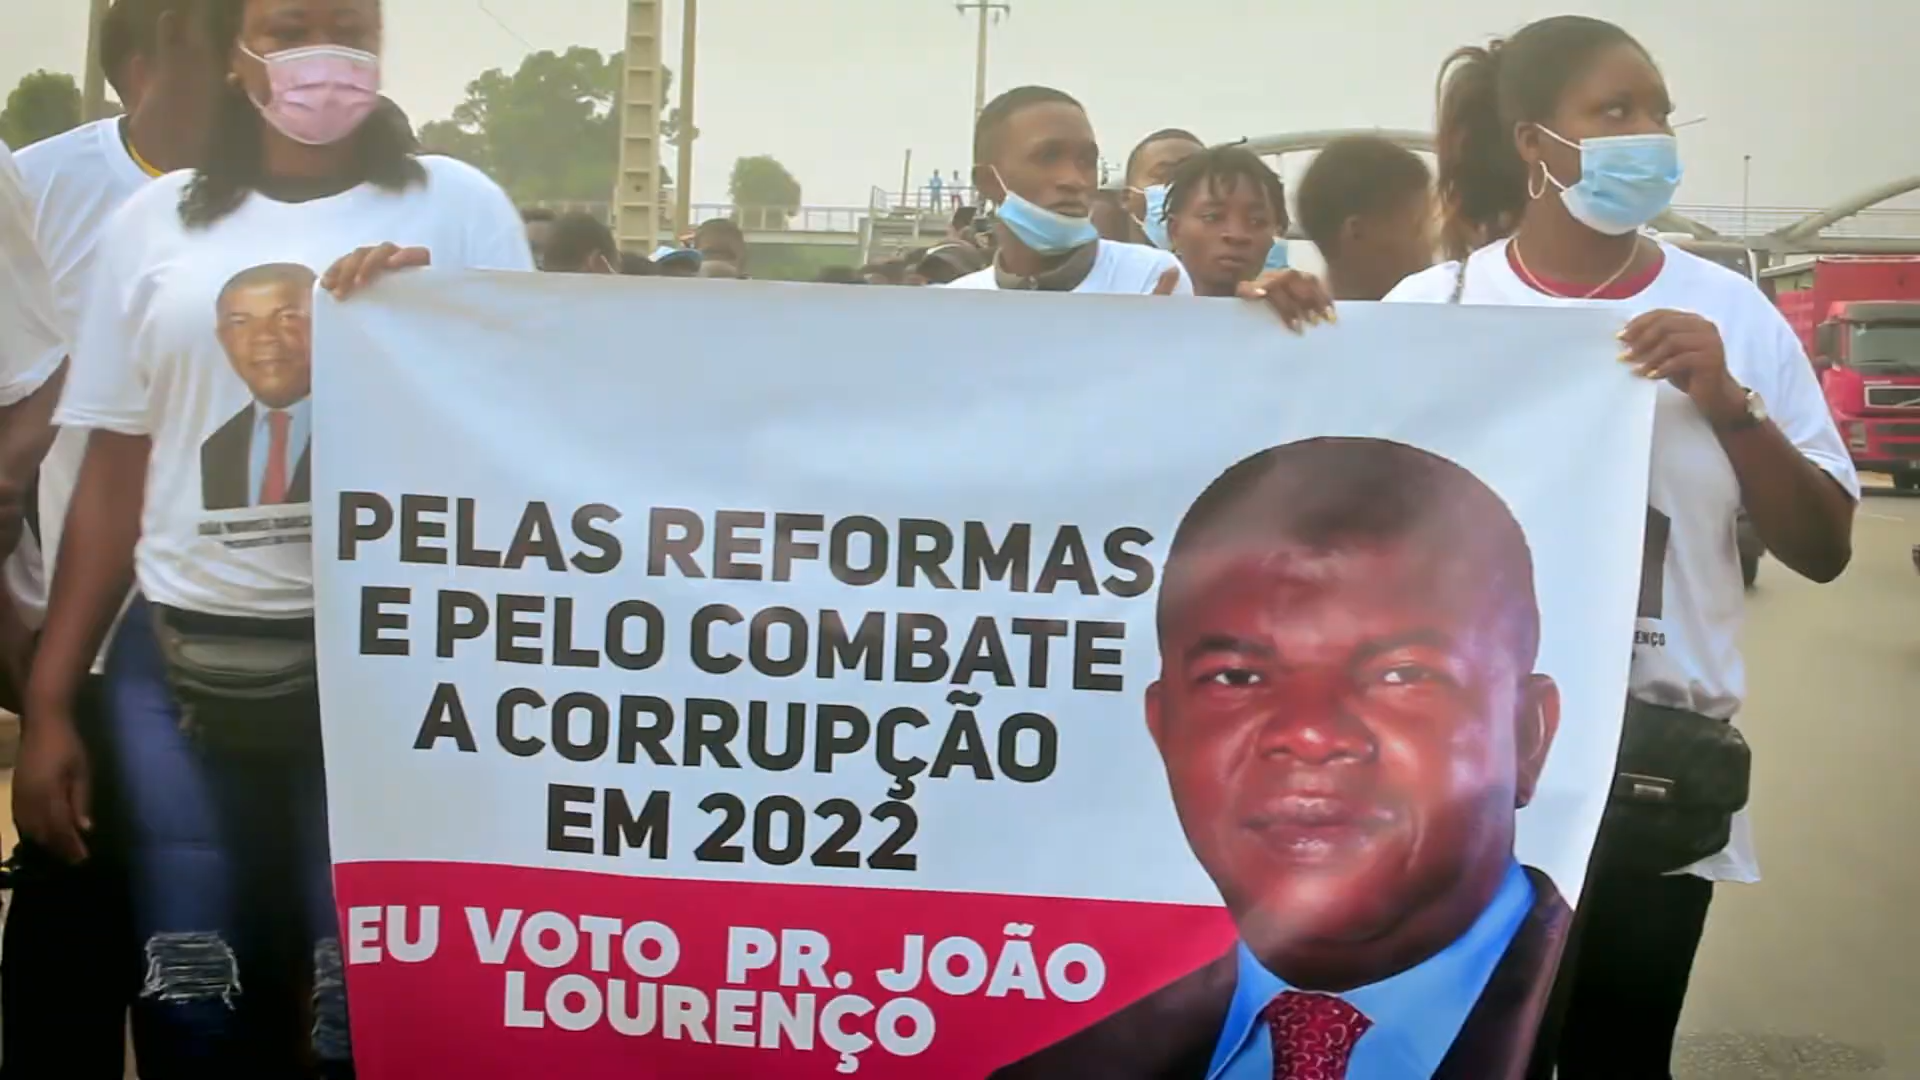 PELAS REFORMAS
E PELO COMBATE
A CORRUPÇÃO
EM 2022
EU VOTO PR. JOÃO
LOURENÇO